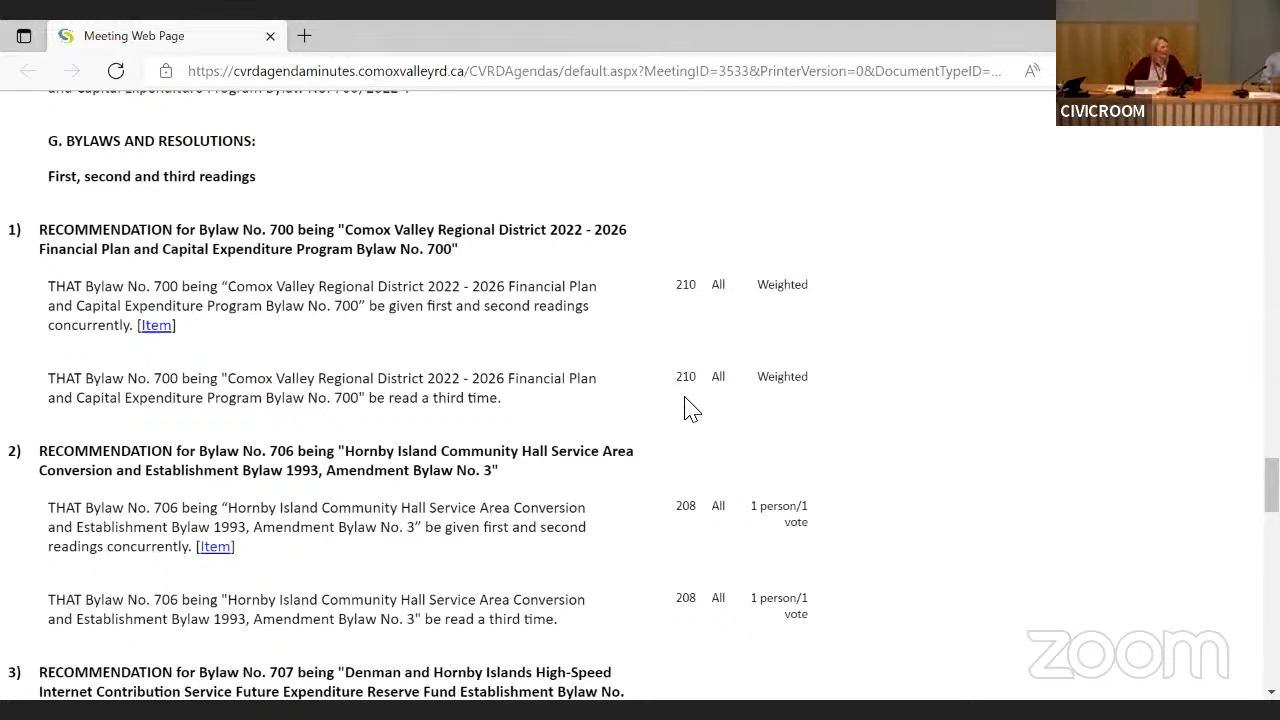 Meeting Web Page
https://cvrdagendaminutes.comoxvalleyrd.ca/CVRDAgendas/default.aspx?MeetingID=3533&PrinterVersion=0&DocumentTypeID=...
CIVICROOM
and Capital Expenditure Program Bylaw No. 700, 2022".
G. BYLAWS AND RESOLUTIONS:
First, second and third readings
1) RECOMMENDATION for Bylaw No. 700 being "Comox Valley Regional District 2022 - 2026
Financial Plan and Capital Expenditure Program Bylaw No. 700"
THAT Bylaw No. 700 being “Comox Valley Regional District 2022 - 2026 Financial Plan 210 All Weighted
and Capital Expenditure Program Bylaw No. 700” be given first and second readings
concurrently. [Item]
THAT Bylaw No. 700 being "Comox Valley Regional District 2022 - 2026 Financial Plan 210 All Weighted
and Capital Expenditure Program Bylaw No. 700" be read a third time.
2) RECOMMENDATION for Bylaw No. 706 being "Hornby Island Community Hall Service Area
Conversion and Establishment Bylaw 1993, Amendment Bylaw No. 3"
THAT Bylaw No. 706 being “Hornby Island Community Hall Service Area Conversion 208 All 1 person/1
and Establishment Bylaw 1993, Amendment Bylaw No. 3” be given first and second vote
readings concurrently. [Item]
THAT Bylaw No. 706 being "Hornby Island Community Hall Service Area Conversion 208 All 1 person/1
and Establishment Bylaw 1993, Amendment Bylaw No. 3" be read a third time. vote
3) RECOMMENDATION for Bylaw No. 707 being "Denman and Hornby Islands High-Speed
Internet Contribution Service Future Expenditure Reserve Fund Establishment Bylaw No.
zoom